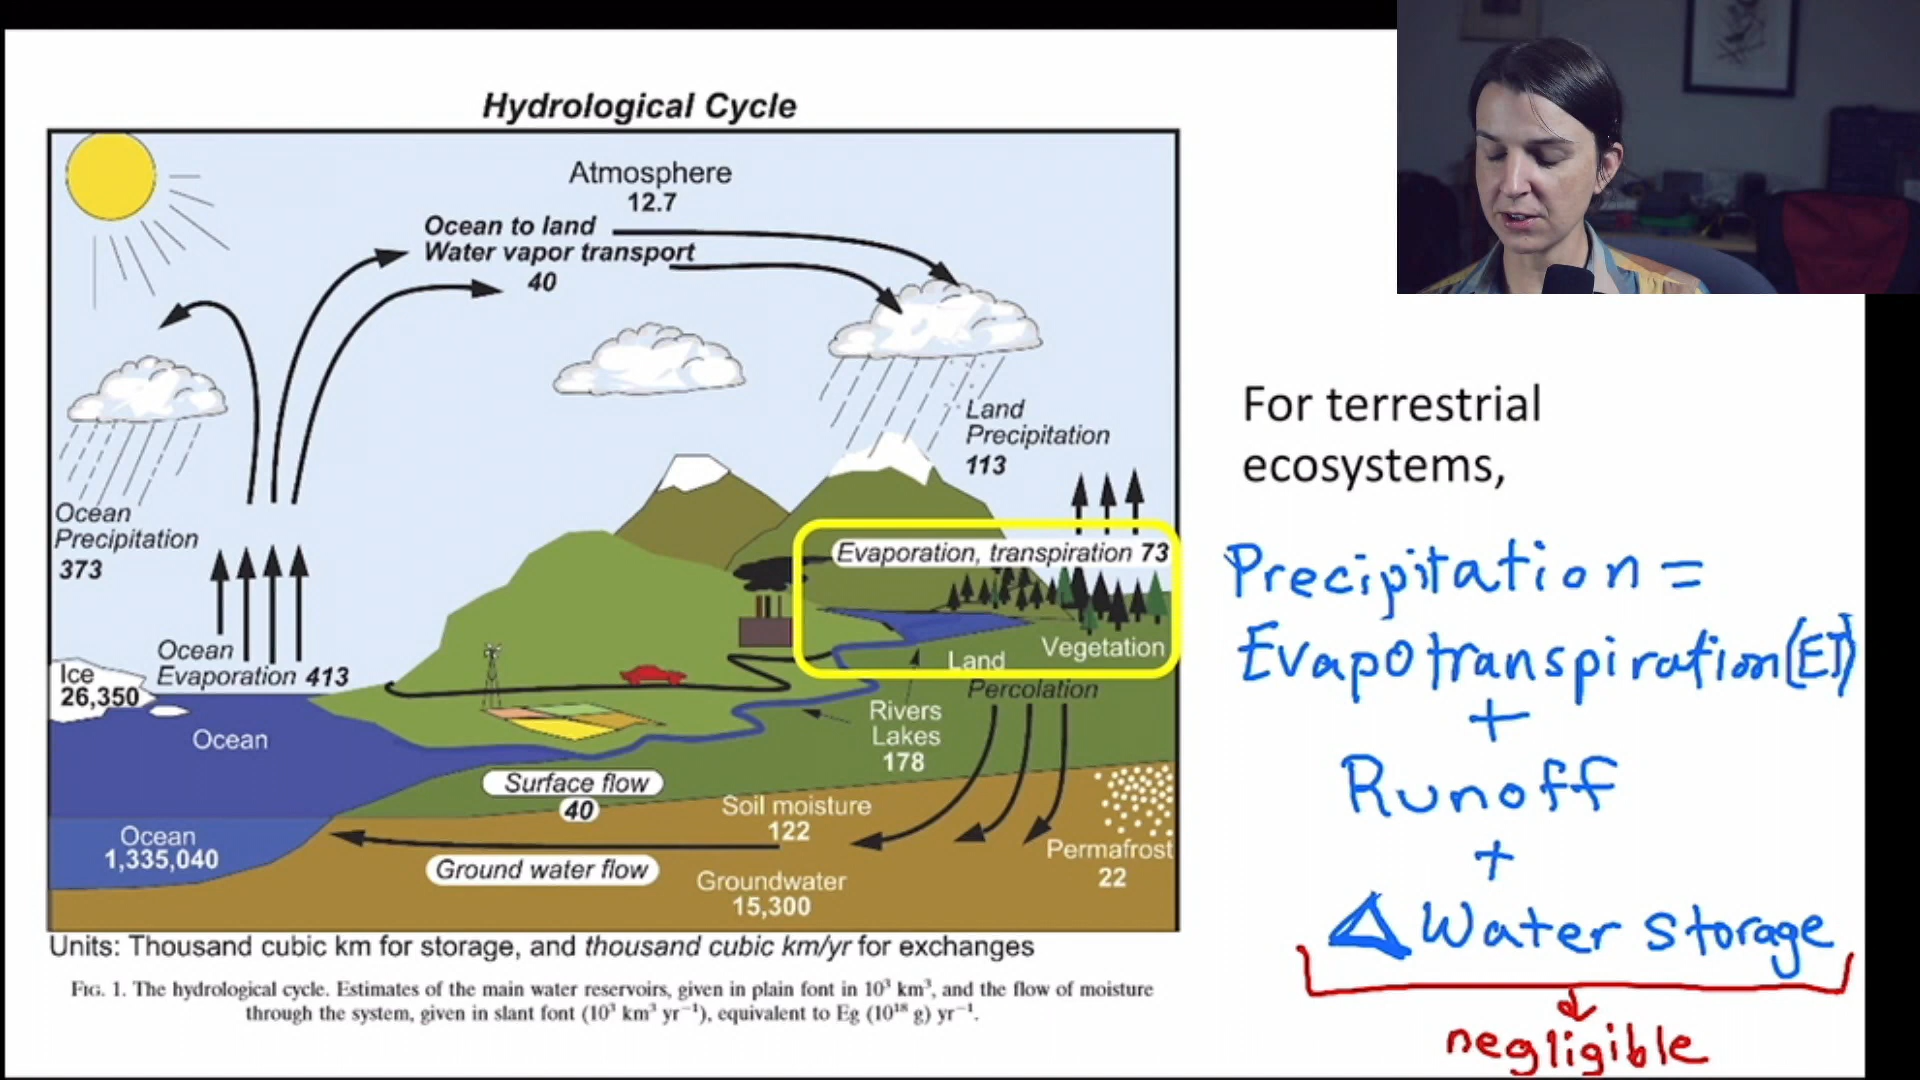 Hydrological Cycle
Atmosphere
12.7
Ocean to land
Water vapor transport
40
Land
Precipitation
113
Ocean
Precipitation
373
Evaporation, transpiration 73
Ocean
Evaporation 413
Ice
26,350
Vegetation
Land
Percolation
Ocean
Rivers
Lakes
178
Surface flow
40
Soil moisture
122
Ocean
1,335,040
Ground water flow
Permafrost
22
Groundwater
15,300
Units: Thousand cubic km for storage, and thousand cubic km/yr for exchanges
FIG. 1. The hydrological cycle. Estimates of the main water reservoirs, given in plain font in 10³ km³, and the flow of moisture
through the system, given in slant font (10³ km³ yr⁻¹), equivalent to Eg (10¹⁸ g) yr⁻¹.
For terrestrial
ecosystems,
Precipitation =
Evapotranspiration (ET)
+
Runoff
+
Δ Water storage
negligible